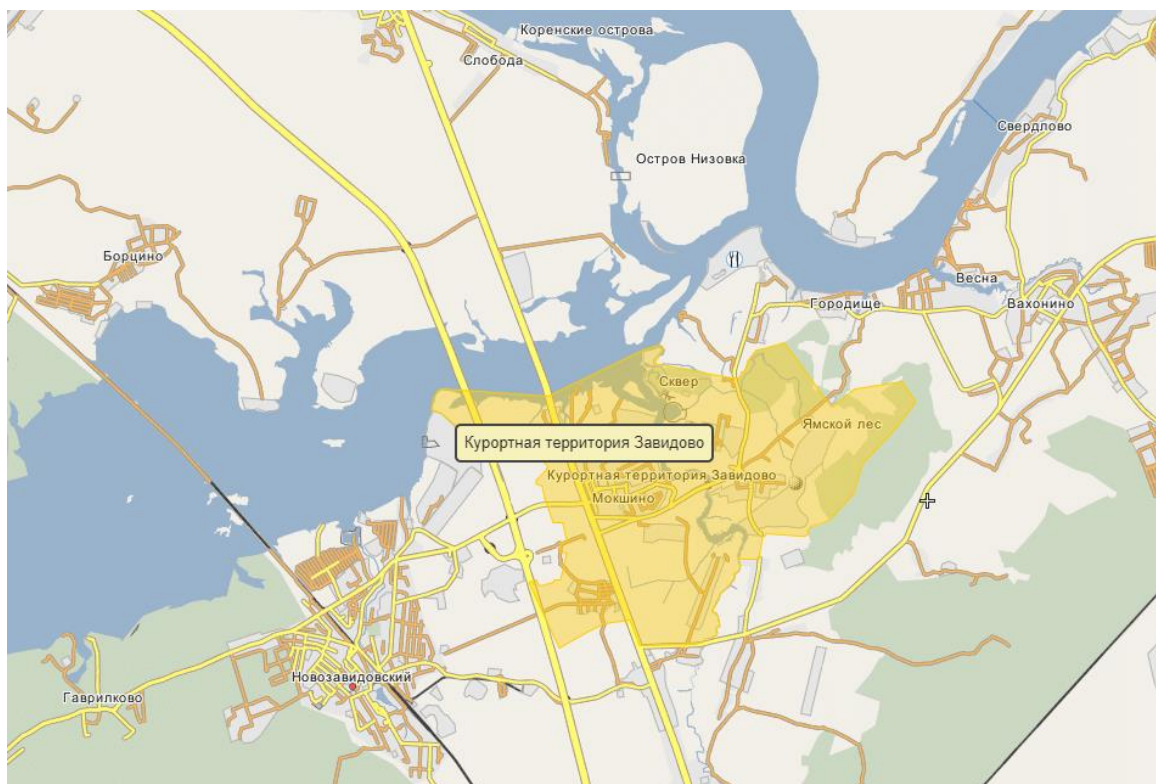 Коренские острова
Слобода
Свердлово
Остров Низовка
Борцино
Весна
Городище
Вахонино
Сквер
Ямской лес
Курортная территория Завидово
Курортная территория Завидово
Мокшино
Новозавидовский
Гаврилково